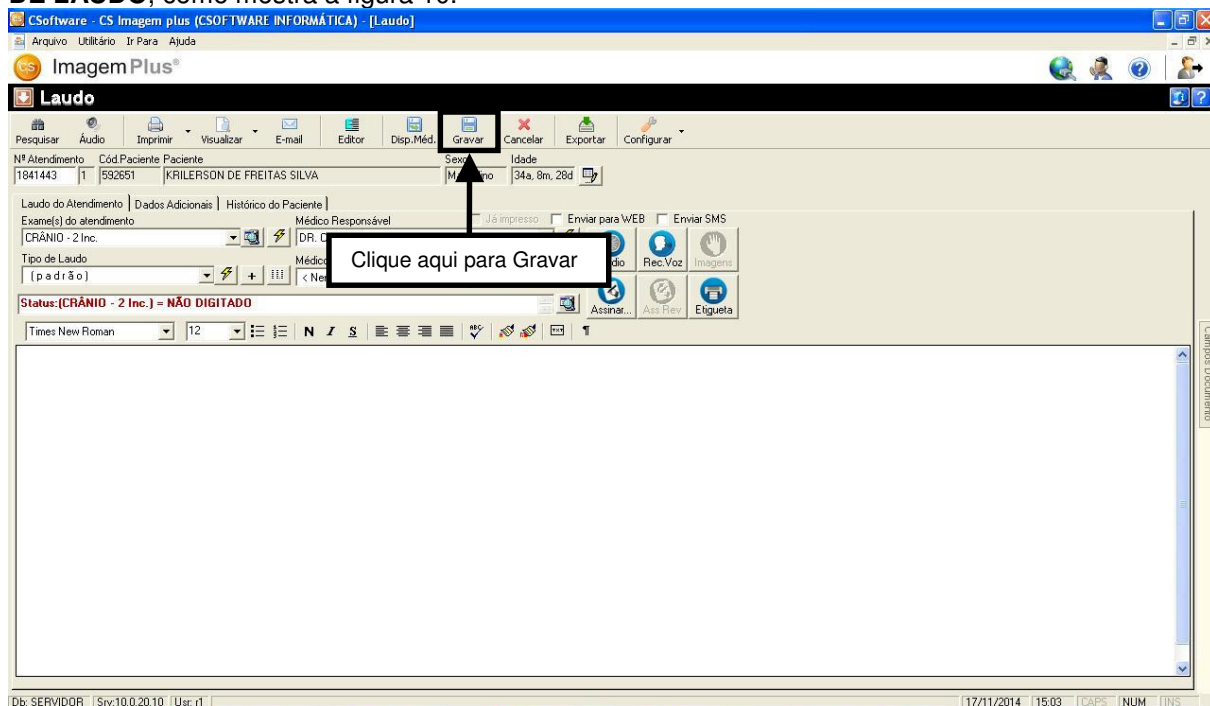 DE LAUDO, como mostra a figura 10.
CSoftware - CS Imagem plus (CSOFTWARE INFORMÁTICA) - [Laudo]
Arquivo Utilitário Ir Para Ajuda
CS ImagemPlus®
Laudo
Pesquisar Áudio Imprimir Visualizar E-mail Editor Disp.Méd. Gravar Cancelar Exportar Configurar
Nº Atendimento Cód.Paciente Paciente Sexo Idade
1841443 1 592651 KRILERSON DE FREITAS SILVA 34a, 8m, 28d
Laudo do Atendimento Dados Adicionais Histórico do Paciente
Exame(s) do atendimento Médico Responsável Já impresso Enviar para WEB Enviar SMS
CRÂNIO - 2 Inc. DR.
Rec.Voz Imagens
Tipo de Laudo Médico
(padrão)
Clique aqui para Gravar
Status:(CRÂNIO - 2 Inc.) = NÃO DIGITADO
Assinar... Ass Rev Etiqueta
Times New Roman 12 N I S ABC
Campos Documento
Db: SERVIDOR Srv:10.0.20.10 Usr: r1 17/11/2014 15:03 CAPS NUM INS